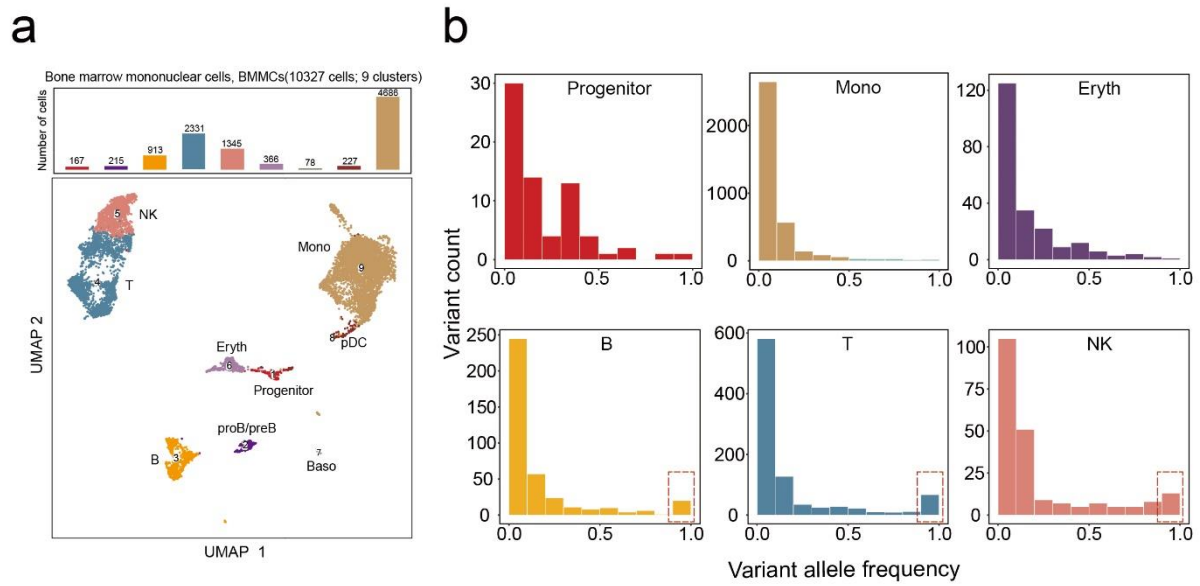 a
Bone marrow mononuclear cells, BMMCs(10327 cells; 9 clusters)
Number of cells
167 215 913 2331 1345 366 78 227 4686
NK
5
Mono
9
4
T
8
pDC
Eryth
6
Progenitor
proB/preB
2
B
3
7
Baso
UMAP 2
UMAP 1
b
Variant count
Progenitor
30
20
10
0
0.0 0.5 1.0
Mono
2000
1000
0
0.0 0.5 1.0
Eryth
120
90
60
30
0
0.0 0.5 1.0
B
250
200
150
100
50
0
0.0 0.5 1.0
T
600
400
200
0
0.0 0.5 1.0
NK
100
75
50
25
0
0.0 0.5 1.0
Variant allele frequency